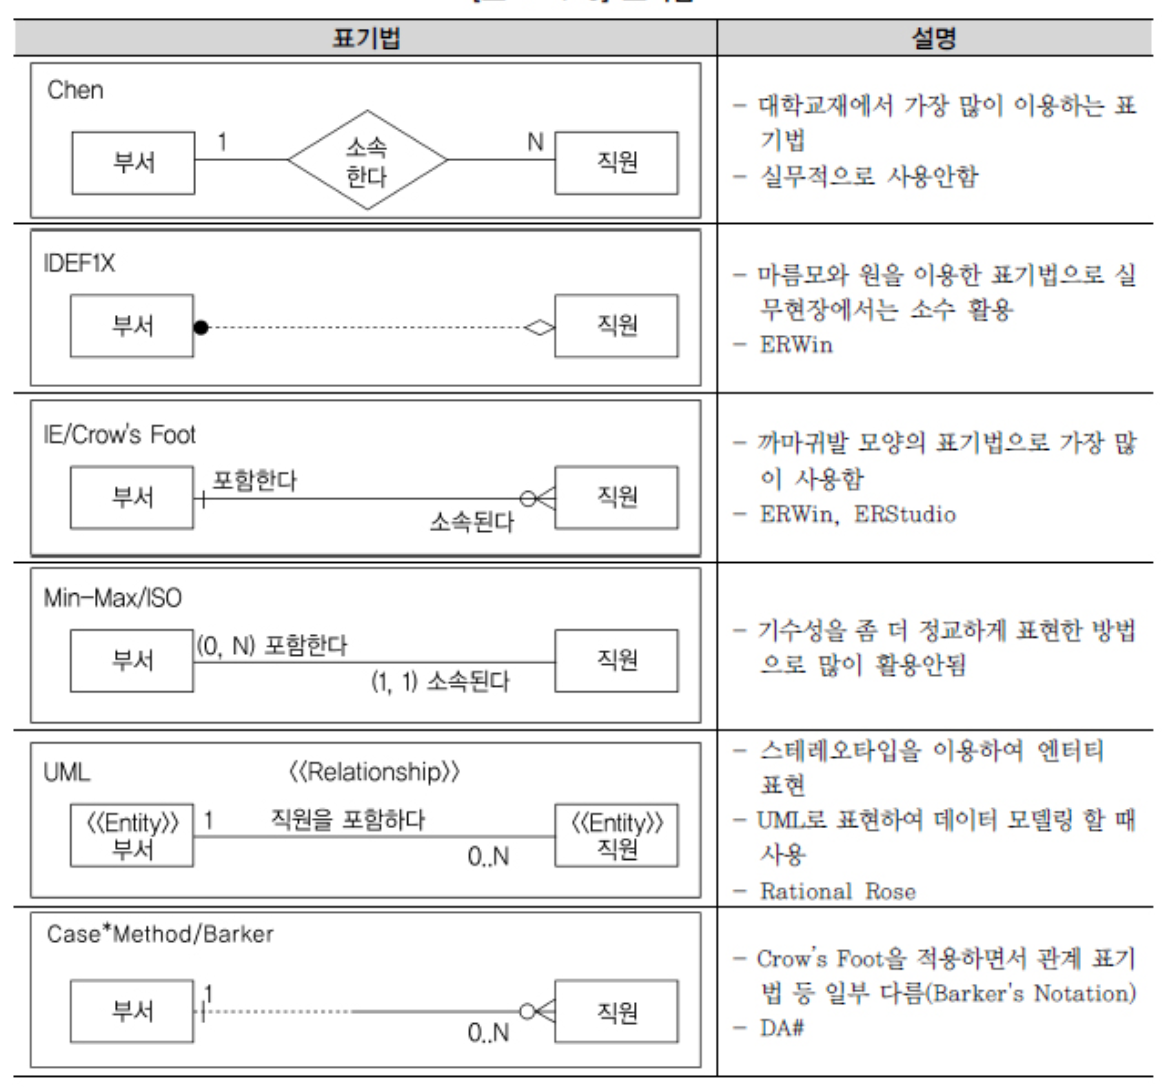 표기법
설명
Chen
부서
1
소속
한다
N
직원
- 대학교재에서 가장 많이 이용하는 표
기법
- 실무적으로 사용안함
IDEF1X
부서
직원
- 마름모와 원을 이용한 표기법으로 실
무현장에서는 소수 활용
- ERWin
IE/Crow's Foot
부서
포함한다
소속된다
직원
- 까마귀발 모양의 표기법으로 가장 많
이 사용함
- ERWin, ERStudio
Min-Max/ISO
부서
(0, N) 포함한다
(1, 1) 소속된다
직원
- 기수성을 좀 더 정교하게 표현한 방법
으로 많이 활용안됨
UML
〈〈Relationship〉〉
〈〈Entity〉〉
부서
1
직원을 포함하다
0..N
〈〈Entity〉〉
직원
- 스테레오타입을 이용하여 엔터티
표현
- UML로 표현하여 데이터 모델링 할 때
사용
- Rational Rose
Case*Method/Barker
부서
1
0..N
직원
- Crow's Foot을 적용하면서 관계 표기
법 등 일부 다름(Barker's Notation)
- DA#